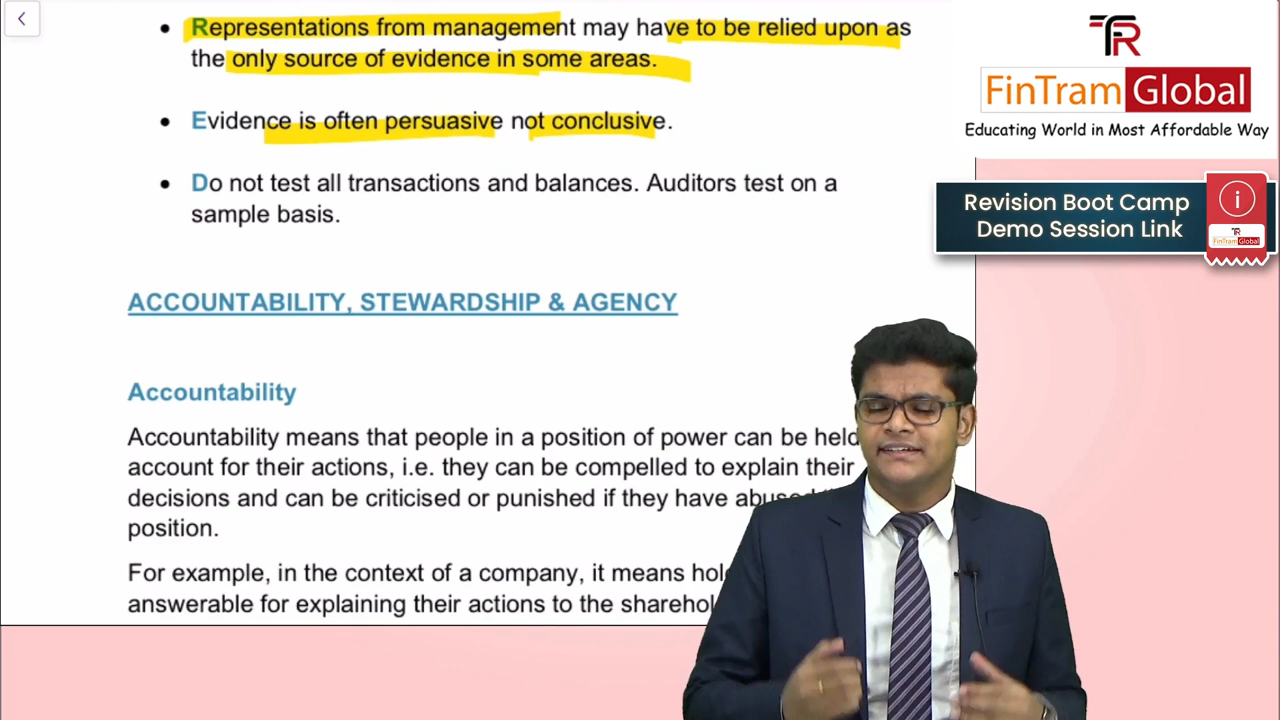 Representations from management may have to be relied upon as
the only source of evidence in some areas.
Evidence is often persuasive not conclusive.
Do not test all transactions and balances. Auditors test on a
sample basis.
ACCOUNTABILITY, STEWARDSHIP & AGENCY
Accountability
Accountability means that people in a position of power can be held
account for their actions, i.e. they can be compelled to explain their
decisions and can be criticised or punished if they have
position.
For example, in the context of a company, it means
answerable for explaining their actions to the
FinTram Global
Educating World in Most Affordable Way
Revision Boot Camp
Demo Session Link
i
FinTram Global